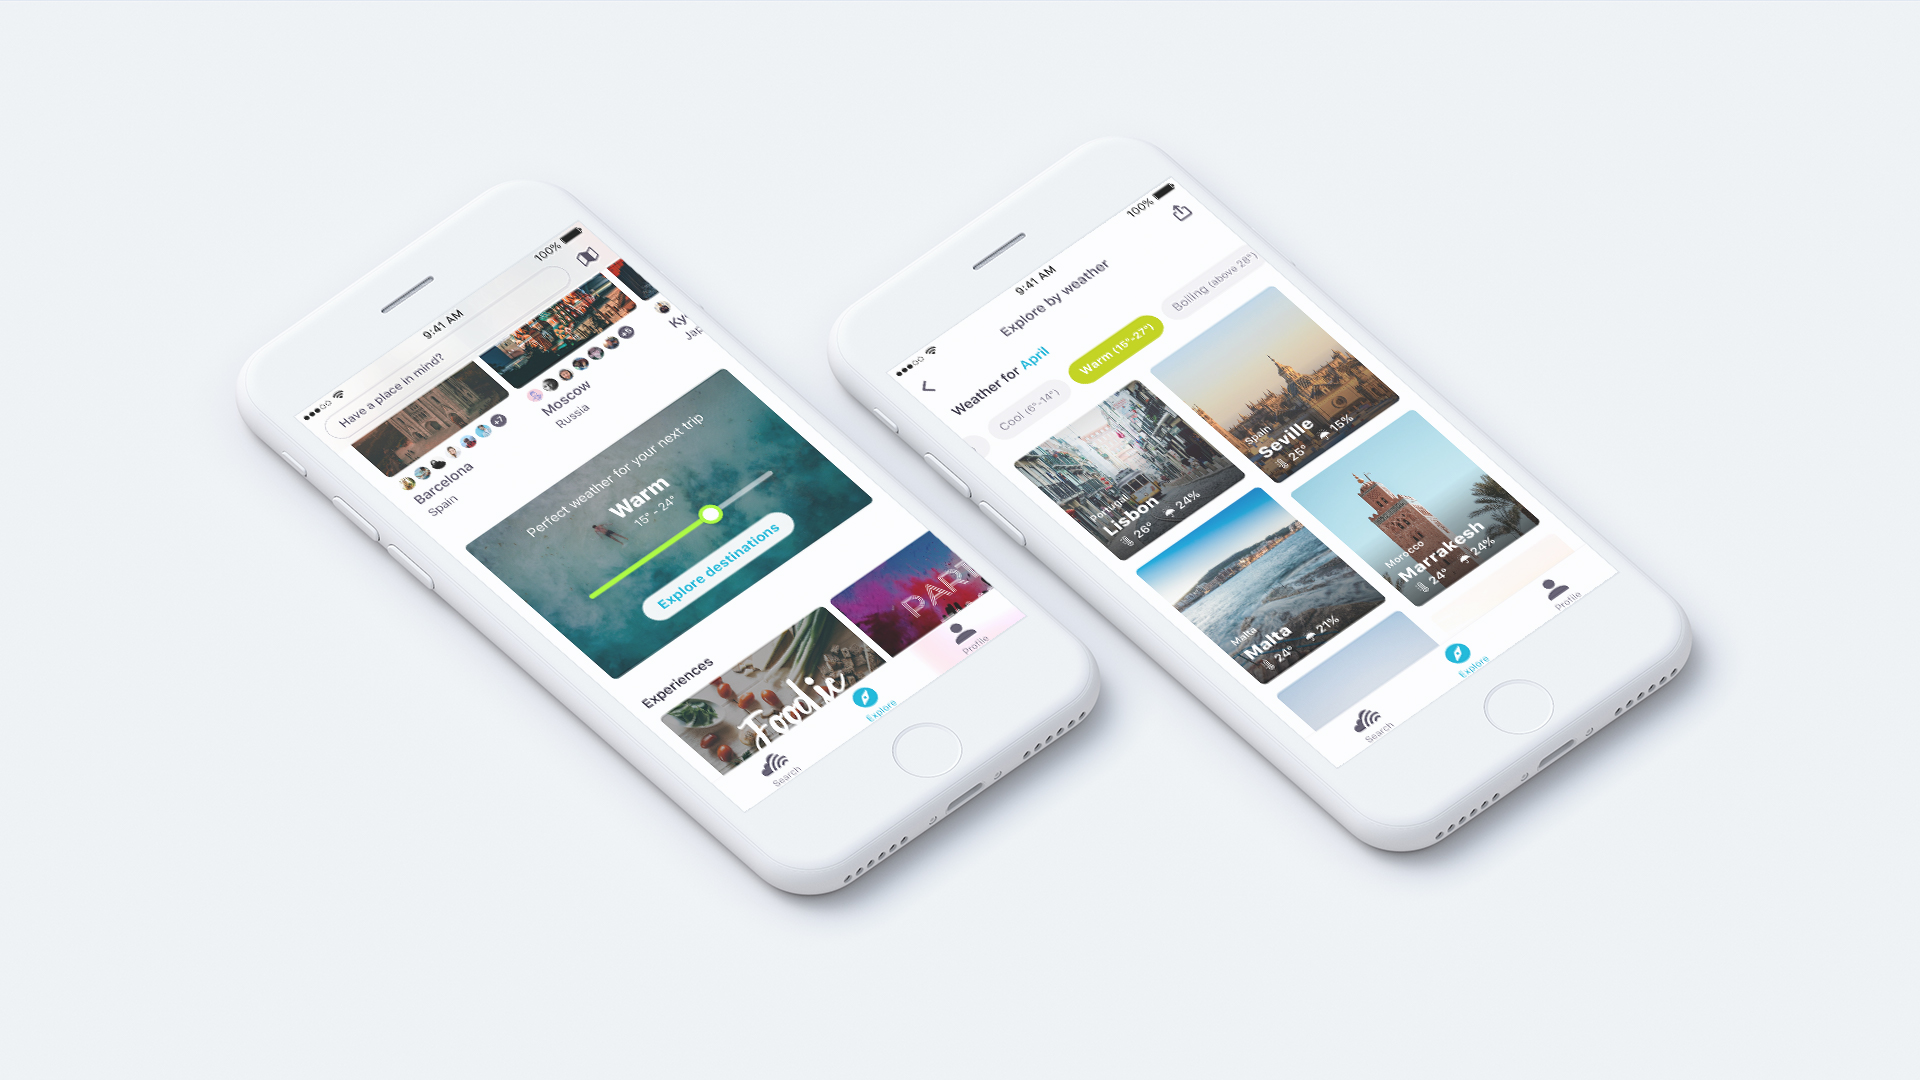 9:41 AM
100%
Have a place in mind?
+7
Barcelona
Spain
+6
Moscow
Russia
Ky
Jap
Perfect weather for your next trip
Warm
15° - 24°
Explore destinations
Experiences
Foodie
PART
Search
Explore
Profile
9:41 AM
100%
Explore by weather
Weather for April
Cool (6°-14°)
Warm (15°-27°)
Boiling (above 28°)
Portugal
Lisbon
26° 24%
Spain
Seville
25° 15%
Malta
Malta
24° 21%
Morocco
Marrakesh
24° 24%
Search
Explore
Profile